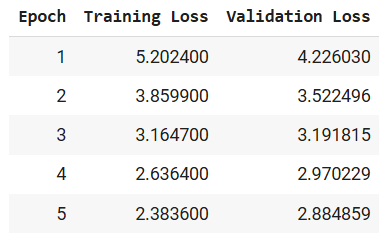 Epoch Training Loss Validation Loss
1 5.202400 4.226030
2 3.859900 3.522496
3 3.164700 3.191815
4 2.636400 2.970229
5 2.383600 2.884859